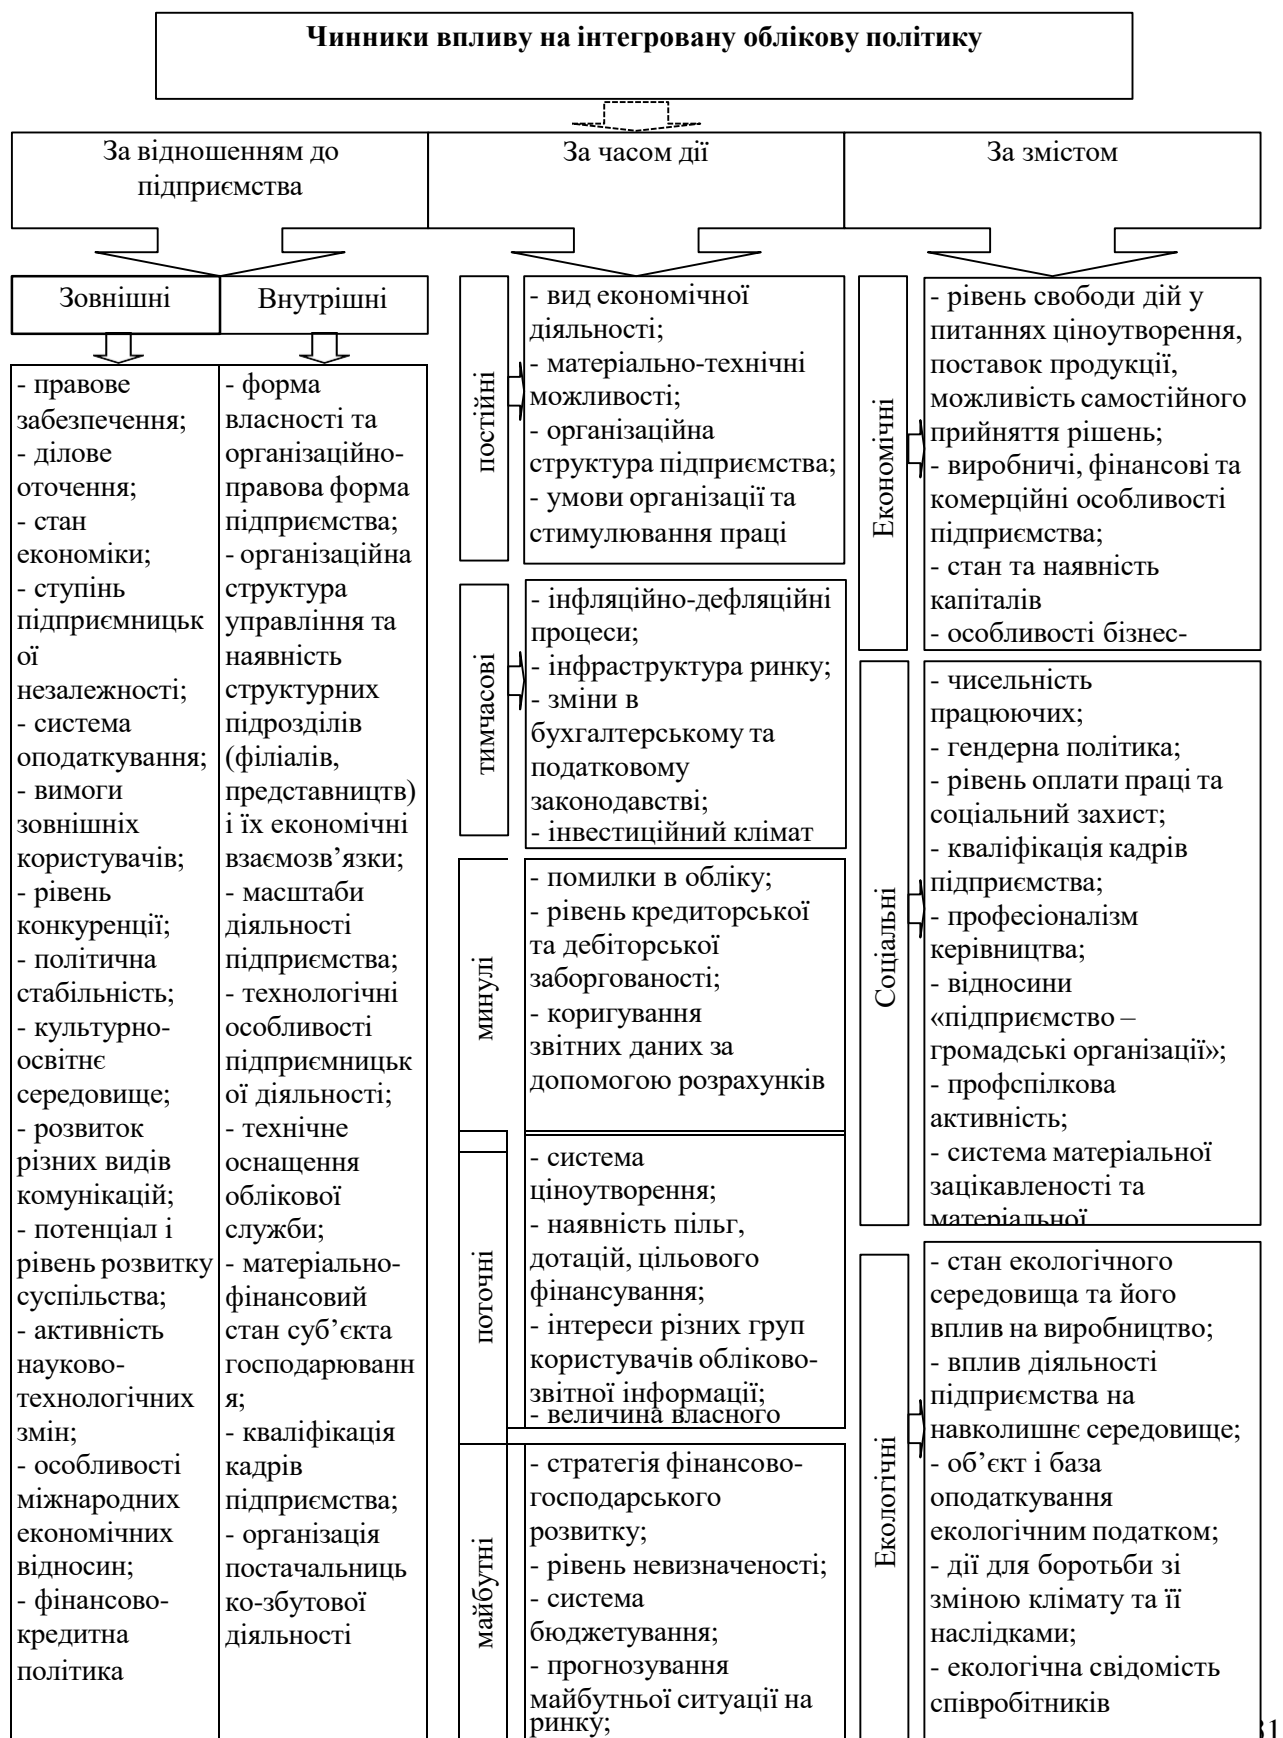 Чинники впливу на інтегровану облікову політику
За відношенням до
підприємства
За часом дії
За змістом
Зовнішні
Внутрішні
- правове
забезпечення;
- ділове
оточення;
- стан
економіки;
- ступінь
підприємницьк
ої
незалежності;
- система
оподаткування;
- вимоги
зовнішніх
користувачів;
- рівень
конкуренції;
- політична
стабільність;
- культурно-
освітнє
середовище;
- розвиток
різних видів
комунікацій;
- потенціал і
рівень розвитку
суспільства;
- активність
науково-
технологічних
змін;
- особливості
міжнародних
економічних
відносин;
- фінансово-
кредитна
політика
- форма
власності та
організаційно-
правова форма
підприємства;
- організаційна
структура
управління та
наявність
структурних
підрозділів
(філіалів,
представництв)
і їх економічні
взаємозв’язки;
- масштаби
діяльності
підприємства;
- технологічні
особливості
підприємницьк
ої діяльності;
- технічне
оснащення
облікової
служби;
- матеріально-
фінансовий
стан суб’єкта
господарюванн
я;
- кваліфікація
кадрів
підприємства;
- організація
постачальниць
ко-збутової
діяльності
постійні
- вид економічної
діяльності;
- матеріально-технічні
можливості;
- організаційна
структура підприємства;
- умови організації та
стимулювання праці
тимчасові
- інфляційно-дефляційні
процеси;
- інфраструктура ринку;
- зміни в
бухгалтерському та
податковому
законодавстві;
- інвестиційний клімат
минулі
- помилки в обліку;
- рівень кредиторської
та дебіторської
заборгованості;
- коригування
звітних даних за
допомогою розрахунків
поточні
- система
ціноутворення;
- наявність пільг,
дотацій, цільового
фінансування;
- інтереси різних груп
користувачів обліково-
звітної інформації;
- величина власного
майбутні
- стратегія фінансово-
господарського
розвитку;
- рівень невизначеності;
- система
бюджетування;
- прогнозування
майбутньої ситуації на
ринку;
Економічні
- рівень свободи дій у
питаннях ціноутворення,
поставок продукції,
можливість самостійного
прийняття рішень;
- виробничі, фінансові та
комерційні особливості
підприємства;
- стан та наявність
капіталів
- особливості бізнес-
Соціальні
- чисельність
працюючих;
- гендерна політика;
- рівень оплати праці та
соціальний захист;
- кваліфікація кадрів
підприємства;
- професіоналізм
керівництва;
- відносини
«підприємство –
громадські організації»;
- профспілкова
активність;
- система матеріальної
зацікавленості та
матеріальної
Екологічні
- стан екологічного
середовища та його
вплив на виробництво;
- вплив діяльності
підприємства на
навколишнє середовище;
- об’єкт і база
оподаткування
екологічним податком;
- дії для боротьби зі
зміною клімату та її
наслідками;
- екологічна свідомість
співробітників